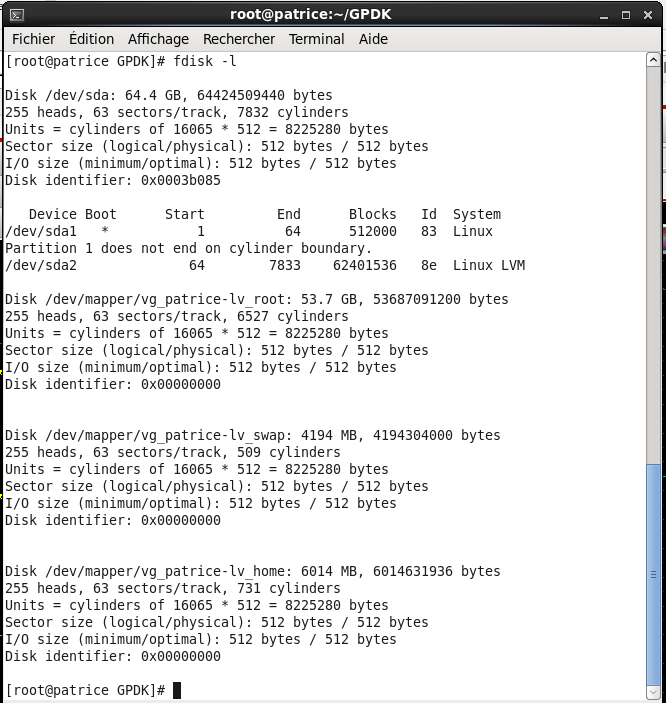 root@patrice:~/GPDK
Fichier Édition Affichage Rechercher Terminal Aide
[root@patrice GPDK]# fdisk -l
Disk /dev/sda: 64.4 GB, 64424509440 bytes
255 heads, 63 sectors/track, 7832 cylinders
Units = cylinders of 16065 * 512 = 8225280 bytes
Sector size (logical/physical): 512 bytes / 512 bytes
I/O size (minimum/optimal): 512 bytes / 512 bytes
Disk identifier: 0x0003b085
Device Boot Start End Blocks Id System
/dev/sda1 * 1 64 512000 83 Linux
Partition 1 does not end on cylinder boundary.
/dev/sda2 64 7833 62401536 8e Linux LVM
Disk /dev/mapper/vg_patrice-lv_root: 53.7 GB, 53687091200 bytes
255 heads, 63 sectors/track, 6527 cylinders
Units = cylinders of 16065 * 512 = 8225280 bytes
Sector size (logical/physical): 512 bytes / 512 bytes
I/O size (minimum/optimal): 512 bytes / 512 bytes
Disk identifier: 0x00000000
Disk /dev/mapper/vg_patrice-lv_swap: 4194 MB, 4194304000 bytes
255 heads, 63 sectors/track, 509 cylinders
Units = cylinders of 16065 * 512 = 8225280 bytes
Sector size (logical/physical): 512 bytes / 512 bytes
I/O size (minimum/optimal): 512 bytes / 512 bytes
Disk identifier: 0x00000000
Disk /dev/mapper/vg_patrice-lv_home: 6014 MB, 6014631936 bytes
255 heads, 63 sectors/track, 731 cylinders
Units = cylinders of 16065 * 512 = 8225280 bytes
Sector size (logical/physical): 512 bytes / 512 bytes
I/O size (minimum/optimal): 512 bytes / 512 bytes
Disk identifier: 0x00000000
[root@patrice GPDK]#